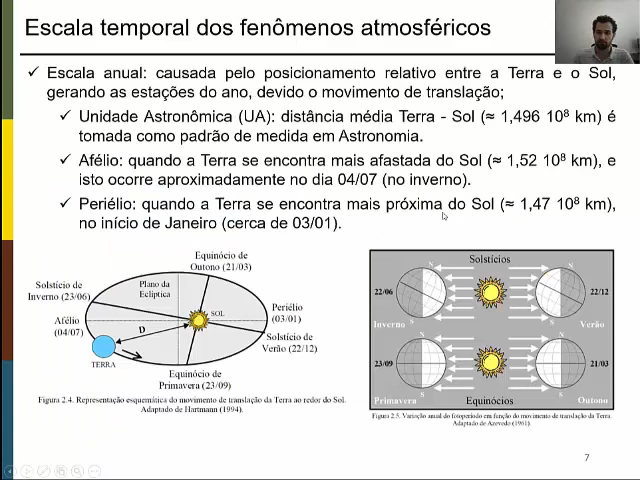 Escala temporal dos fenômenos atmosféricos
✓ Escala anual: causada pelo posicionamento relativo entre a Terra e o Sol,
gerando as estações do ano, devido o movimento de translação;
✓ Unidade Astronômica (UA): distância média Terra - Sol (≈ 1,496 10⁸ km) é
tomada como padrão de medida em Astronomia.
✓ Afélio: quando a Terra se encontra mais afastada do Sol (≈ 1,52 10⁸ km), e
isto ocorre aproximadamente no dia 04/07 (no inverno).
✓ Periélio: quando a Terra se encontra mais próxima do Sol (≈ 1,47 10⁸ km),
no início de Janeiro (cerca de 03/01).
Equinócio de
Outono (21/03)
Solstício de
Inverno (23/06)
Plano da
Eclíptica
Afélio
(04/07)
D
SOL
Periélio
(03/01)
Solstício de
Verão (22/12)
TERRA
Equinócio de
Primavera (23/09)
Figura 2.4. Representação esquemática do movimento de translação da Terra ao redor do Sol.
Adaptado de Hartmann (1994).
Solstícios
N
N
22/06
22/12
Inverno
Verão
S
S
N
N
23/09
21/03
Primavera
Outono
S
S
Equinócios
Figura 2.5. Variação anual do fotoperíodo em função do movimento de translação da Terra.
Adaptado de Azevedo (1961).
7